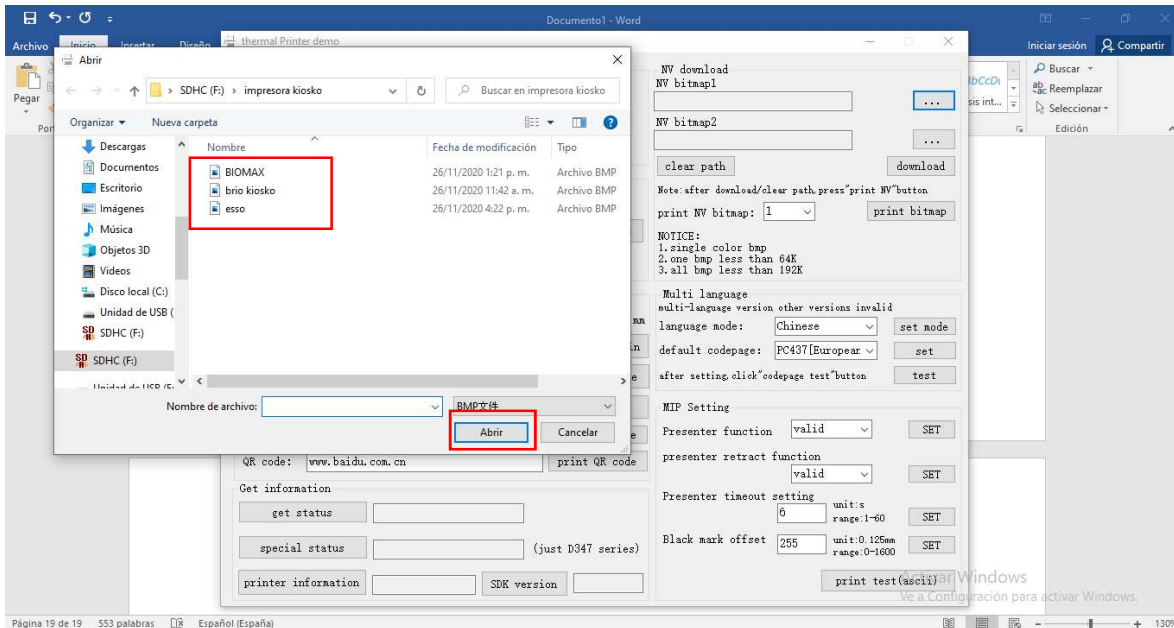 Documento1 - Word
Archivo
Inicio
Insertar
Diseño
thermal Printer demo
Iniciar sesión
Compartir
Pegar
Buscar
Reemplazar
Seleccionar
Edición
Abrir
SDHC (F:) > impresora kiosko
Buscar en impresora kiosko
Organizar
Nueva carpeta
Descargas
Documentos
Escritorio
Imágenes
Música
Objetos 3D
Videos
Disco local (C:)
Unidad de USB (
SDHC (F:)
SDHC (F:)
Nombre
Fecha de modificación
Tipo
BIOMAX 26/11/2020 1:21 p. m. Archivo BMP
brio kiosko 26/11/2020 11:42 a. m. Archivo BMP
esso 26/11/2020 4:22 p. m. Archivo BMP
Nombre de archivo:
BMP文件
Abrir
Cancelar
QR code: www.baidu.com.cn print QR code
Get information
get status
special status (just D347 series)
printer information SDK version
NV download
NV bitmap1
...
NV bitmap2
...
clear path download
Note:after download/clear path,press"print NV"button
print NV bitmap: 1 print bitmap
NOTICE:
1.single color bmp
2.one bmp less than 64K
3.all bmp less than 192K
Multi language
multi-language version other versions invalid
language mode: Chinese set mode
default codepage: PC437[European set
after setting,click"codepage test"button test
MIP Setting
Presenter function valid SET
presenter retract function
valid SET
Presenter timeout setting
6 unit:s
range:1-60 SET
Black mark offset 255 unit:0.125mm
range:0-1600 SET
print test(ascii)
Activar Windows
Ve a Configuración para activar Windows.
Página 19 de 19 553 palabras Español (España)